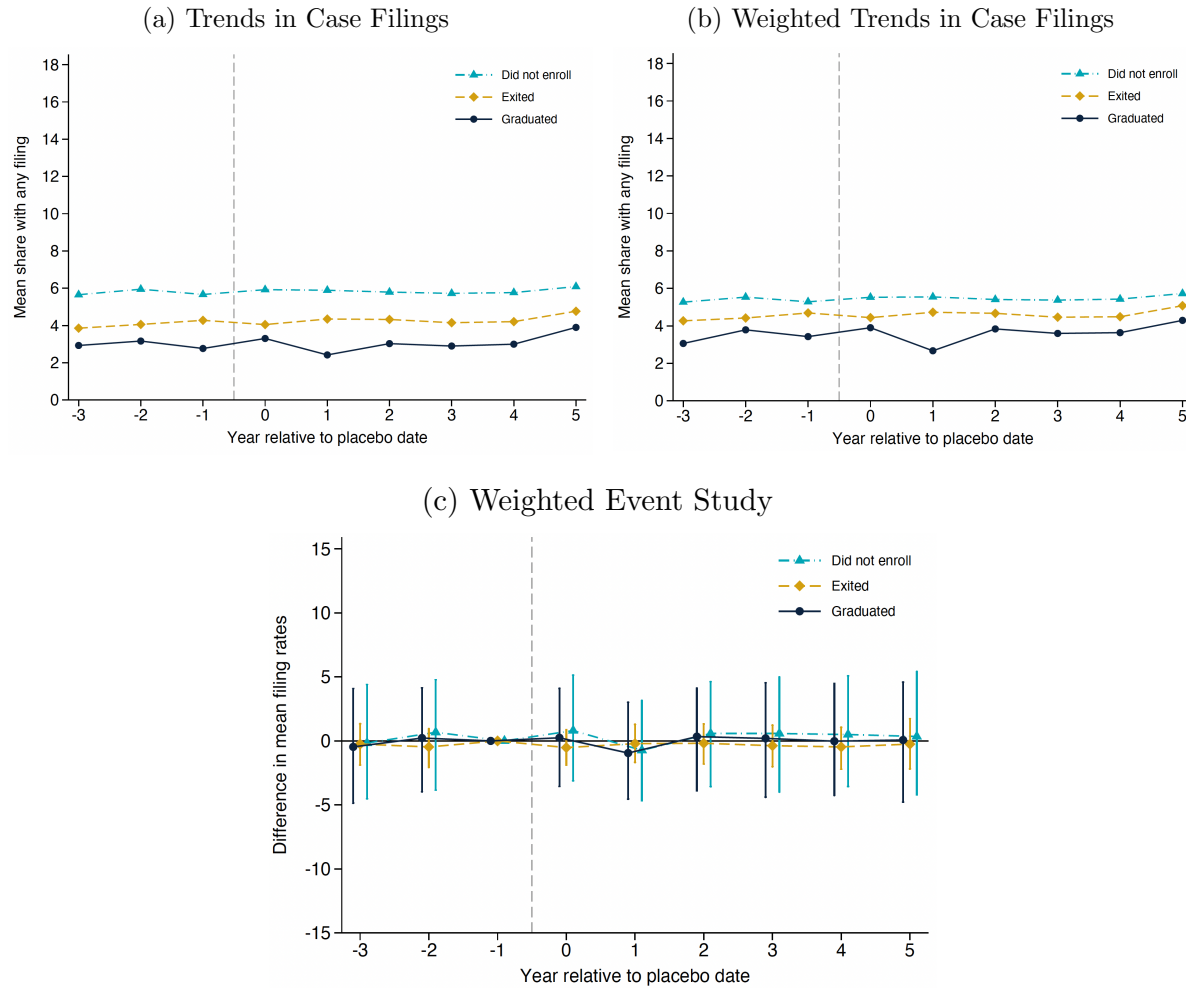 (a) Trends in Case Filings
18
16
14
12
10
8
6
4
2
0
Mean share with any filing
Did not enroll
Exited
Graduated
-3 -2 -1 0 1 2 3 4 5
Year relative to placebo date
(b) Weighted Trends in Case Filings
18
16
14
12
10
8
6
4
2
0
Mean share with any filing
Did not enroll
Exited
Graduated
-3 -2 -1 0 1 2 3 4 5
Year relative to placebo date
(c) Weighted Event Study
15
10
5
0
-5
-10
-15
Difference in mean filing rates
Did not enroll
Exited
Graduated
-3 -2 -1 0 1 2 3 4 5
Year relative to placebo date